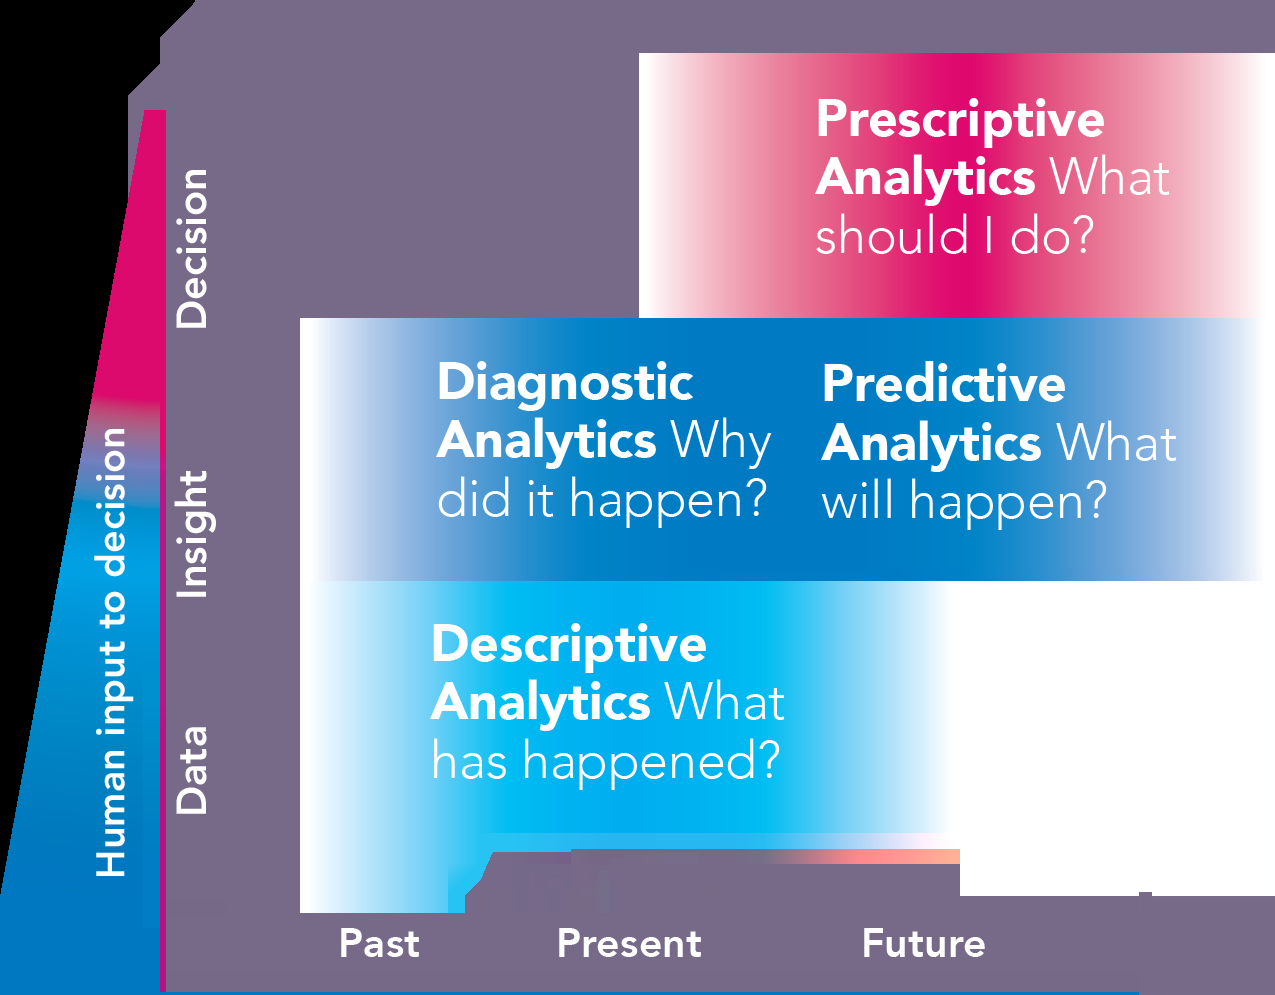 Prescriptive
Analytics What
should I do?
Decision
Diagnostic
Analytics Why
did it happen?
Predictive
Analytics What
will happen?
Insight
Human input to decision
Descriptive
Analytics What
has happened?
Data
Past
Present
Future